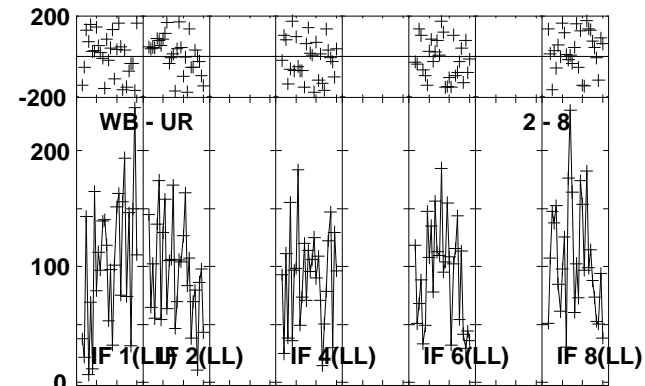 200
-200
WB - UR 2 - 8
200
100
IF 1(LL) IF 2(LL) IF 4(LL) IF 6(LL) IF 8(LL)
0